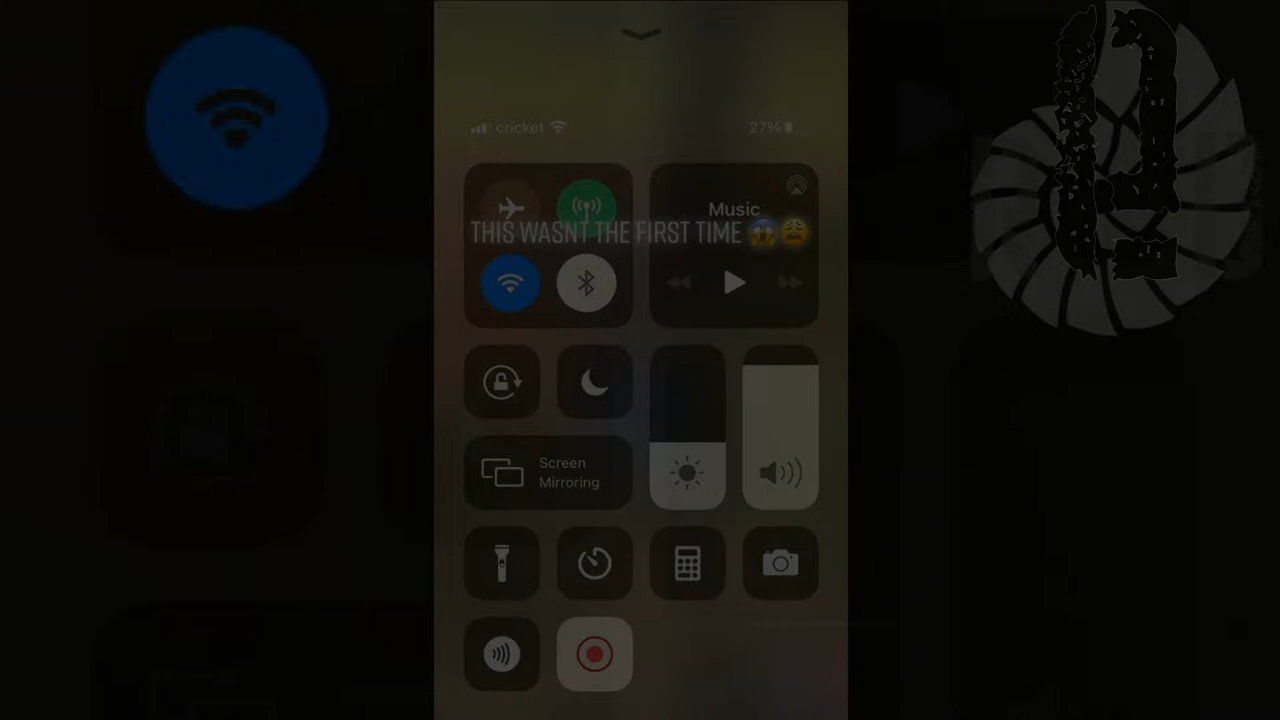 cricket 27%
Music
THIS WASNT THE FIRST TIME 😱😩
Screen
Mirroring